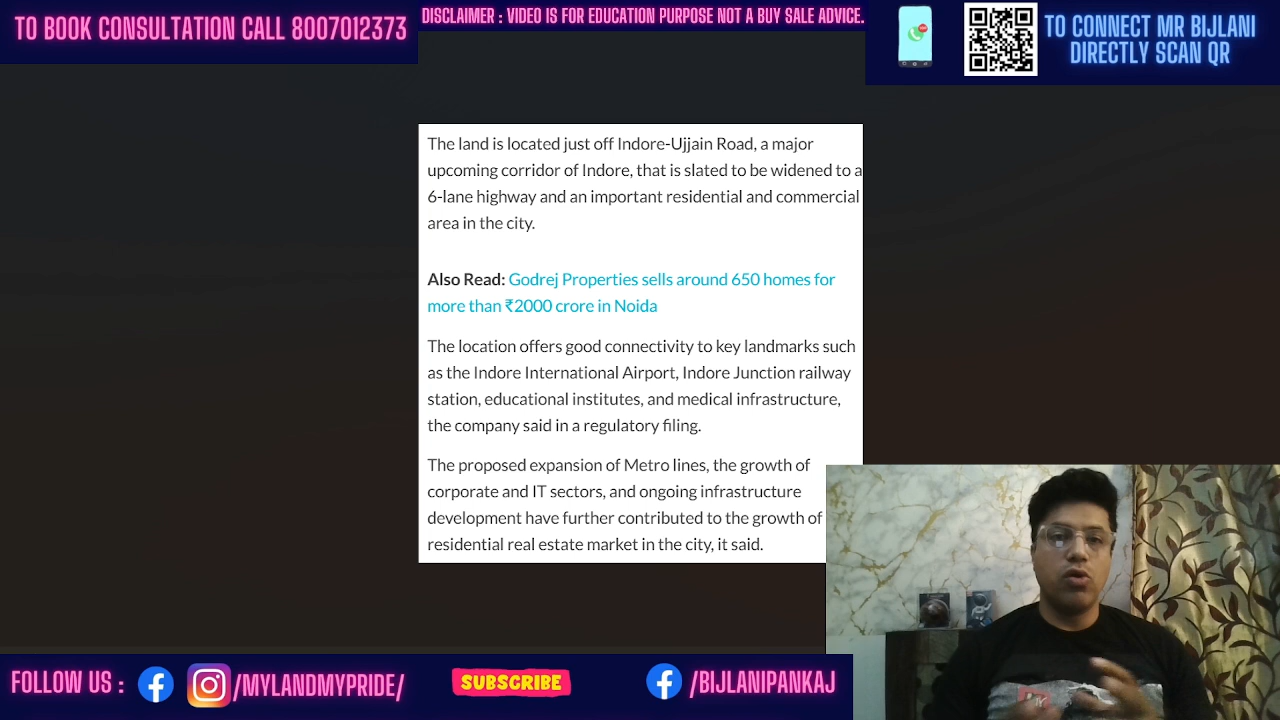 TO BOOK CONSULTATION CALL 8007012373
DISCLAIMER : VIDEO IS FOR EDUCATION PURPOSE NOT A BUY SALE ADVICE.
TO CONNECT MR BIJLANI
DIRECTLY SCAN QR
The land is located just off Indore-Ujjain Road, a major
upcoming corridor of Indore, that is slated to be widened to a
6-lane highway and an important residential and commercial
area in the city.
Also Read: Godrej Properties sells around 650 homes for
more than ₹2000 crore in Noida
The location offers good connectivity to key landmarks such
as the Indore International Airport, Indore Junction railway
station, educational institutes, and medical infrastructure,
the company said in a regulatory filing.
The proposed expansion of Metro lines, the growth of
corporate and IT sectors, and ongoing infrastructure
development have further contributed to the growth of
residential real estate market in the city, it said.
FOLLOW US : /MYLANDMYPRIDE/
SUBSCRIBE
/BIJLANIPANKAJ